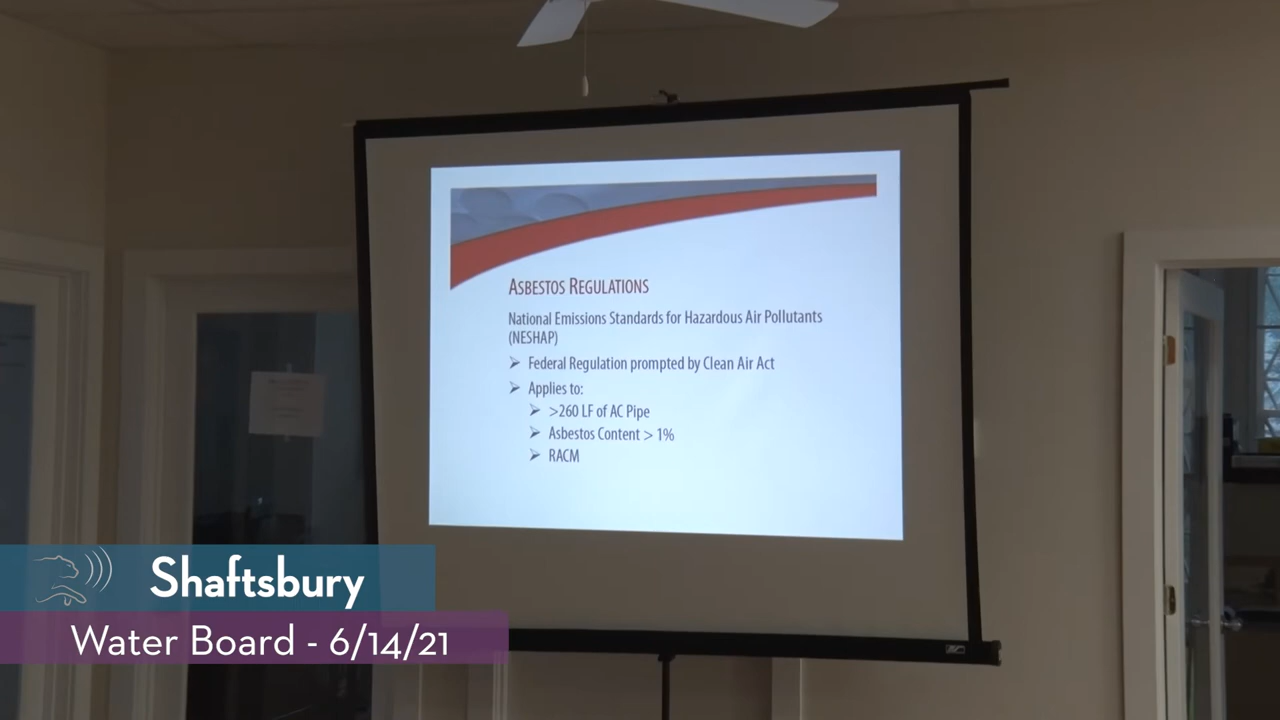 ASBESTOS REGULATIONS
National Emissions Standards for Hazardous Air Pollutants
(NESHAP)
Federal Regulation prompted by Clean Air Act
Applies to:
>260 LF of AC Pipe
Asbestos Content > 1%
RACM
Shaftsbury
Water Board - 6/14/21